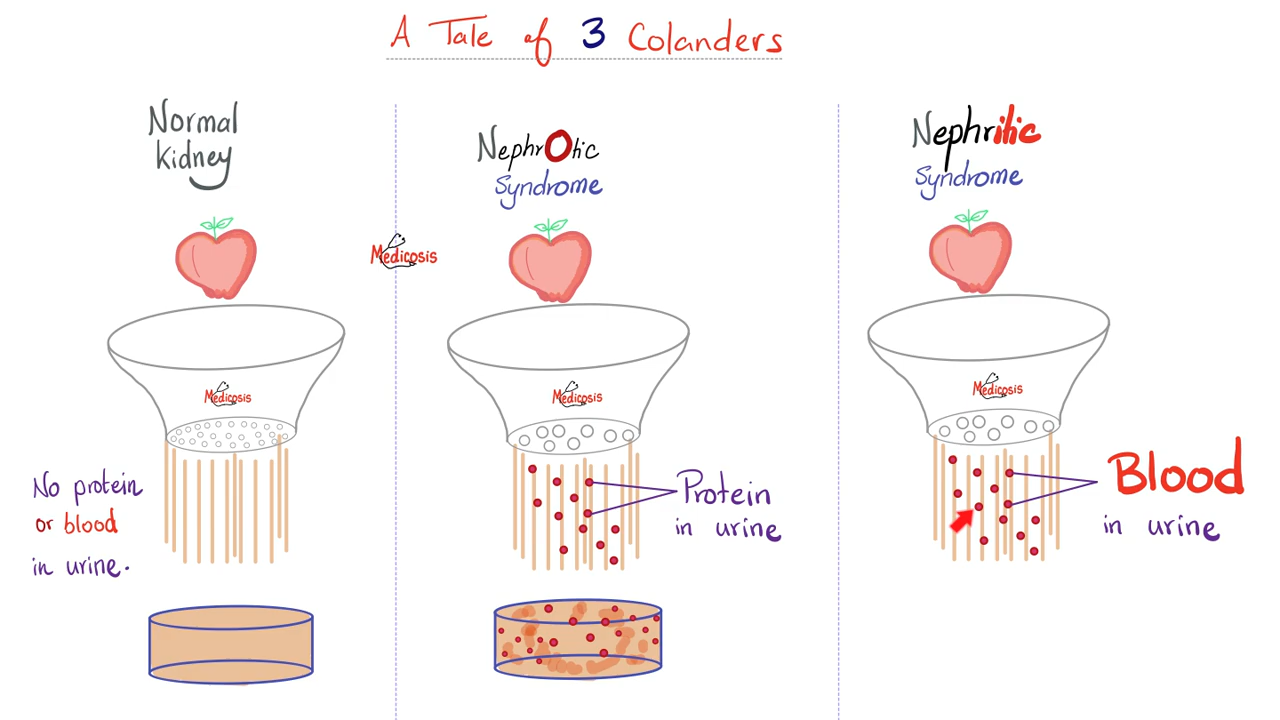 A Tale of 3 Colanders
Normal
Kidney
NephrOtic
Syndrome
Nephritic
Syndrome
Medicosis
Medicosis
Medicosis
Medicosis
No protein
or blood
in urine.
Protein
in urine
Blood
in urine